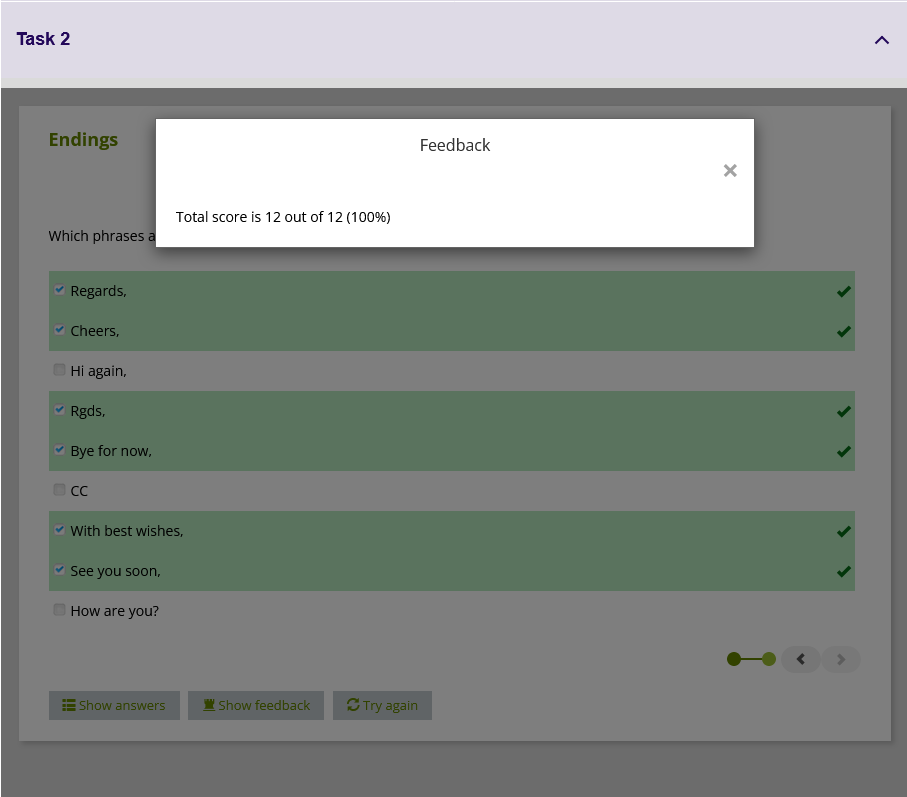 Task 2
Endings
Feedback
Total score is 12 out of 12 (100%)
Which phrases a
Regards,
Cheers,
Hi again,
Rgds,
Bye for now,
CC
With best wishes,
See you soon,
How are you?
Show answers
Show feedback
Try again